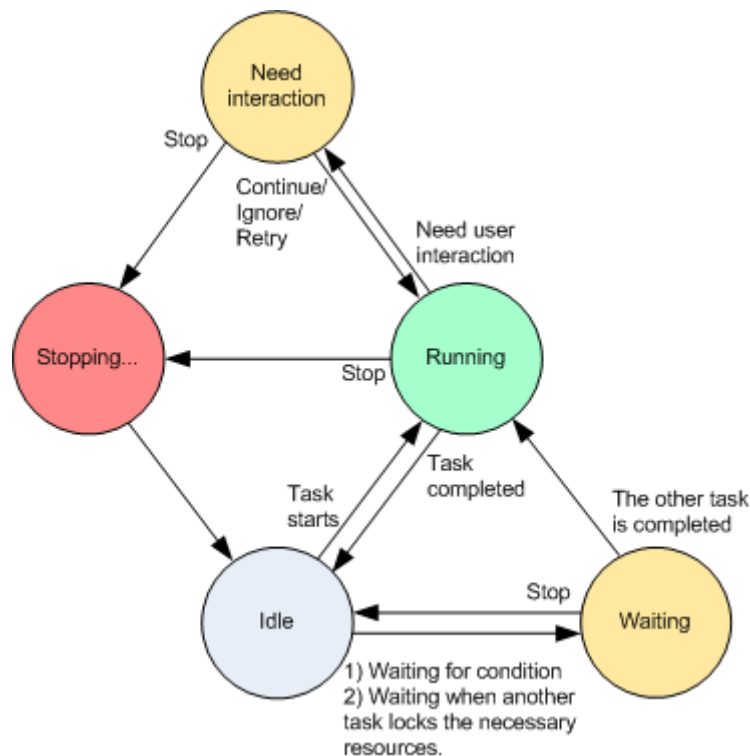 Need
interaction
Stop
Continue/
Ignore/
Retry
Need user
interaction
Stopping...
Running
Stop
Task
completed
Task
starts
The other task
is completed
Idle
Stop
Waiting
1) Waiting for condition
2) Waiting when another
task locks the necessary
resources.